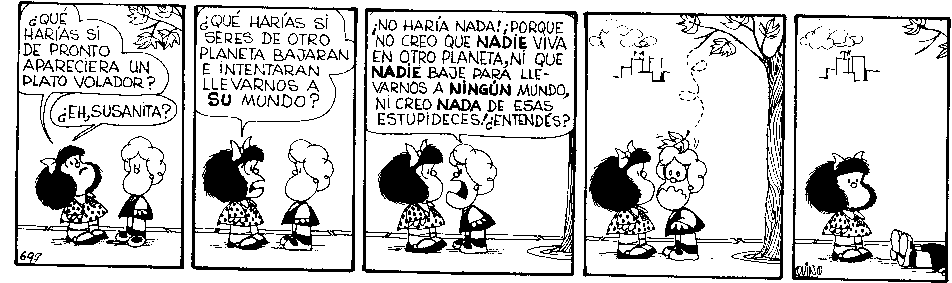 ¿QUÉ
HARÍAS SI
DE PRONTO
APARECIERA UN
PLATO VOLADOR?
¿EH, SUSANITA?
697
¿QUÉ HARÍAS SI
SERES DE OTRO
PLANETA BAJARAN
E INTENTARAN
LLEVARNOS A
SU MUNDO?
¡NO HARÍA NADA! ¡PORQUE
NO CREO QUE NADIE VIVA
EN OTRO PLANETA, NI QUE
NADIE BAJE PARA LLE-
VARNOS A NINGÚN MUNDO,
NI CREO NADA DE ESAS
ESTUPIDECES! ¿ENTENDÉS?
QUINO